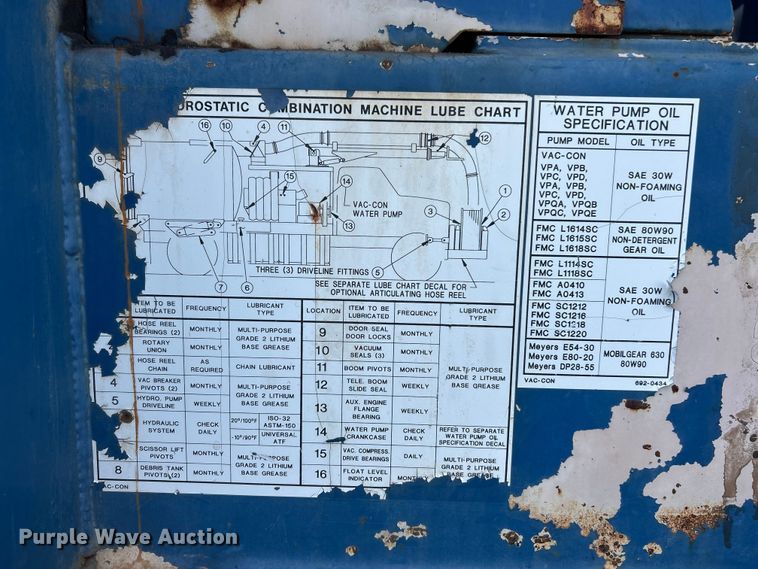 DROSTATIC COMBINATION MACHINE LUBE CHART
16
10
4
11
12
9
15
14
VAC-CON
WATER PUMP
13
3
1
2
7
6
5
THREE (3) DRIVELINE FITTINGS
SEE SEPARATE LUBE CHART DECAL FOR
OPTIONAL ARTICULATING HOSE REEL
ITEM TO BE LUBRICATED FREQUENCY LUBRICANT TYPE
HOSE REEL BEARINGS (2) MONTHLY MULTI-PURPOSE GRADE 2 LITHIUM BASE GREASE
ROTARY UNION MONTHLY
HOSE REEL CHAIN AS REQUIRED CHAIN LUBRICANT
4 VAC BREAKER PIVOTS (2) MONTHLY MULTI-PURPOSE GRADE 2 LITHIUM BASE GREASE
5 HYDRO. PUMP DRIVELINE WEEKLY
HYDRAULIC SYSTEM CHECK DAILY 20°/100°F ISO-32 ASTM-150
-10°/90°F UNIVERSAL ATF
SCISSOR LIFT PIVOTS MONTHLY MULTI-PURPOSE GRADE 2 LITHIUM BASE GREASE
8 DEBRIS TANK PIVOTS (2) MONTHLY
VAC-CON
LOCATION ITEM TO BE LUBRICATED FREQUENCY
9 DOOR SEAL DOOR LOCKS MONTHLY MULTI-PURPOSE GRADE 2 LITHIUM BASE GREASE
10 VACUUM SEALS (3) MONTHLY
11 BOOM PIVOTS MONTHLY
12 TELE. BOOM SLIDE SEAL WEEKLY
13 AUX. ENGINE FLANGE BEARING WEEKLY
14 WATER PUMP CRANKCASE CHECK DAILY REFER TO SEPARATE WATER PUMP OIL SPECIFICATION DECAL
15 VAC. COMPRESS. DRIVE BEARINGS DAILY MULTI-PURPOSE GRADE 2 LITHIUM
16 FLOAT LEVEL INDICATOR
WATER PUMP OIL
SPECIFICATION
PUMP MODEL OIL TYPE
VAC-CON
VPA, VPB,
VPC, VPD, SAE 30W
VPA, VPB, NON-FOAMING
VPC, VPD, OIL
VPQA, VPQB
VPQC, VPQE
FMC L1614SC SAE 80W90
FMC L1615SC NON-DETERGENT
FMC L1618SC GEAR OIL
FMC L1114SC
FMC L1118SC
FMC A0410 SAE 30W
FMC A0413 NON-FOAMING
FMC SC1212 OIL
FMC SC1216
FMC SC1218
FMC SC1220
Meyers E54-30
Meyers E80-20 MOBILGEAR 630
Meyers DP28-55 80W90
VAC-CON 692-0434
Purple Wave Auction